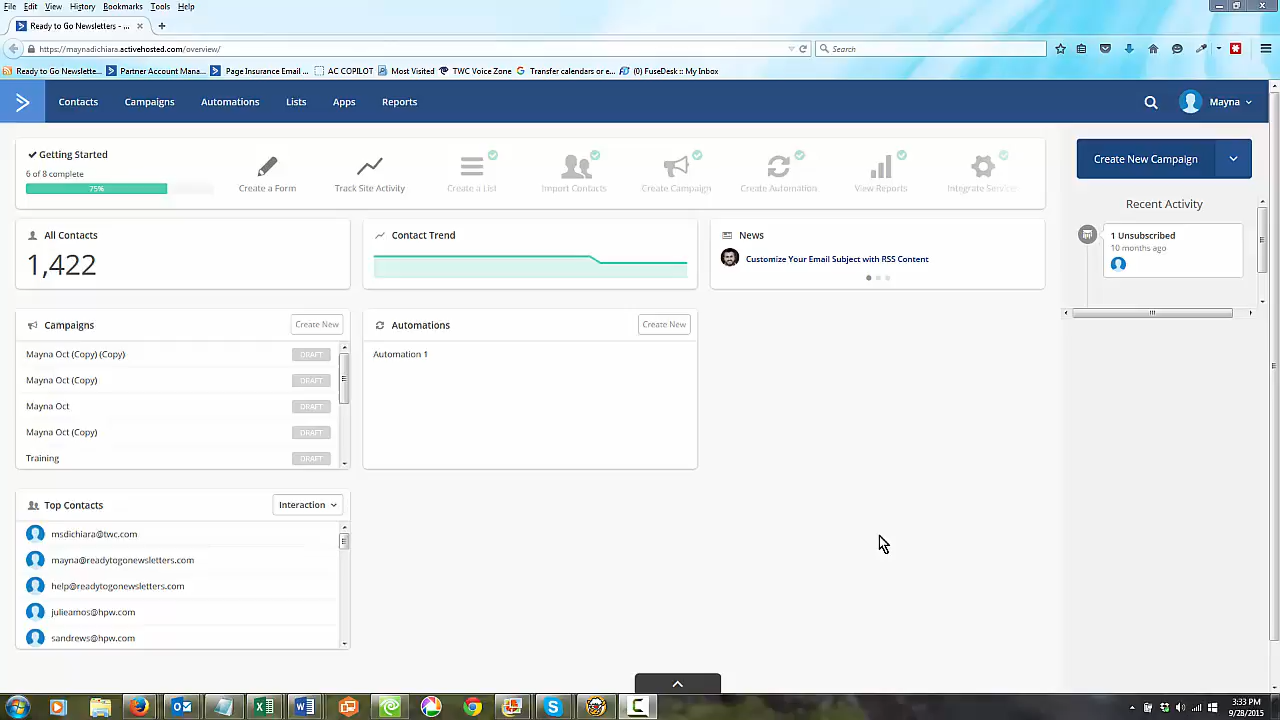 File Edit View History Bookmarks Tools Help
Ready to Go Newsletters - ...
https://maynadichiara.activehosted.com/overview/
Search
Ready to Go Newslette...
Partner Account Mana...
Page Insurance Email ...
AC COPILOT
Most Visited
TWC Voice Zone
Transfer calendars or e...
(0) FuseDesk :: My Inbox
Contacts
Campaigns
Automations
Lists
Apps
Reports
Mayna
Getting Started
6 of 8 complete
75%
Create a Form
Track Site Activity
Create a List
Import Contacts
Create Campaign
Create Automation
View Reports
Integrate Servic
Create New Campaign
Recent Activity
1 Unsubscribed
10 months ago
All Contacts
1,422
Contact Trend
News
Customize Your Email Subject with RSS Content
Campaigns
Create New
Mayna Oct (Copy) (Copy) DRAFT
Mayna Oct (Copy) DRAFT
Mayna Oct DRAFT
Mayna Oct (Copy) DRAFT
Training DRAFT
Automations
Create New
Automation 1
Top Contacts
Interaction
msdichiara@twc.com
mayna@readytogonewsletters.com
help@readytogonewsletters.com
julieamos@hpw.com
sandrews@hpw.com
3:33 PM
9/28/2015